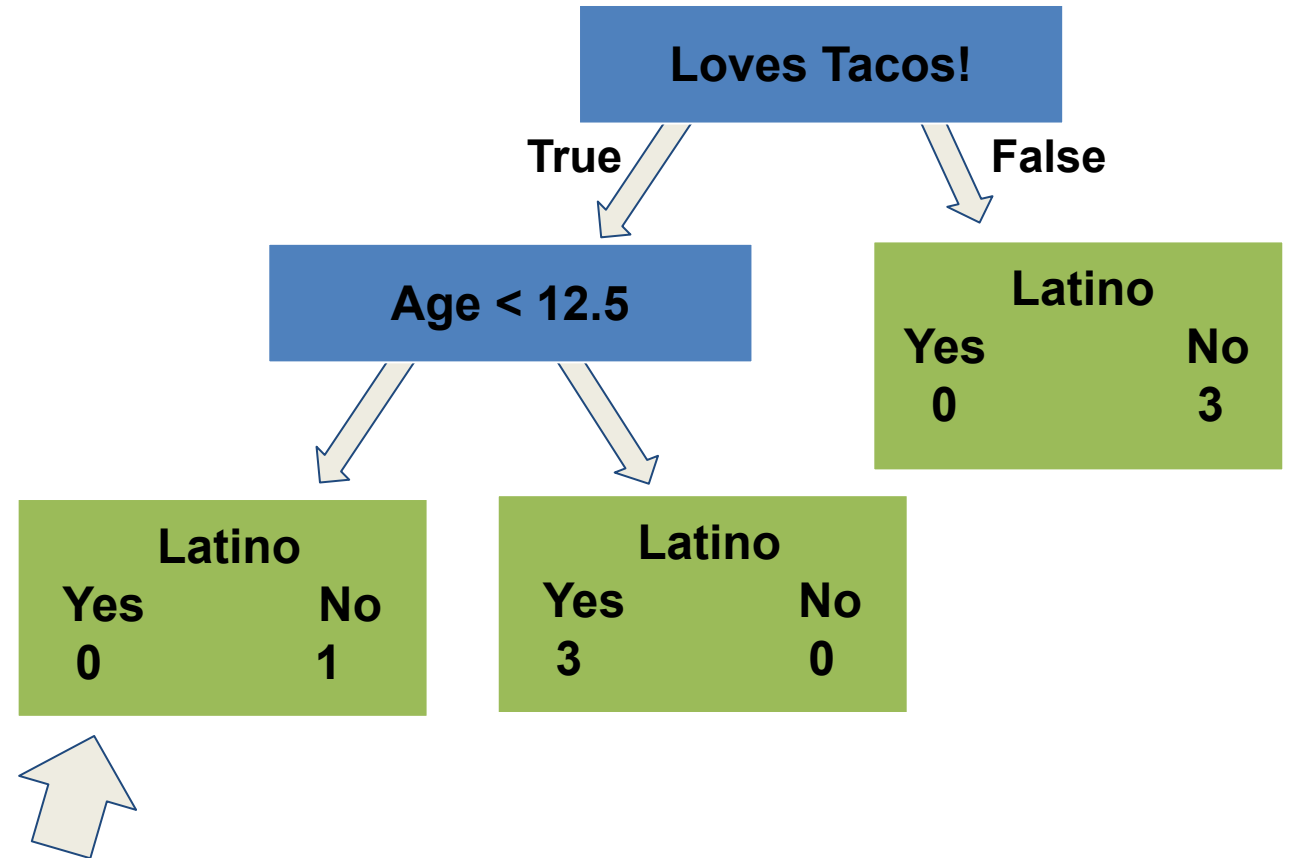 Loves Tacos!
True False
Age < 12.5
Latino
Yes No
0 3
Latino
Yes No
0 1
Latino
Yes No
3 0